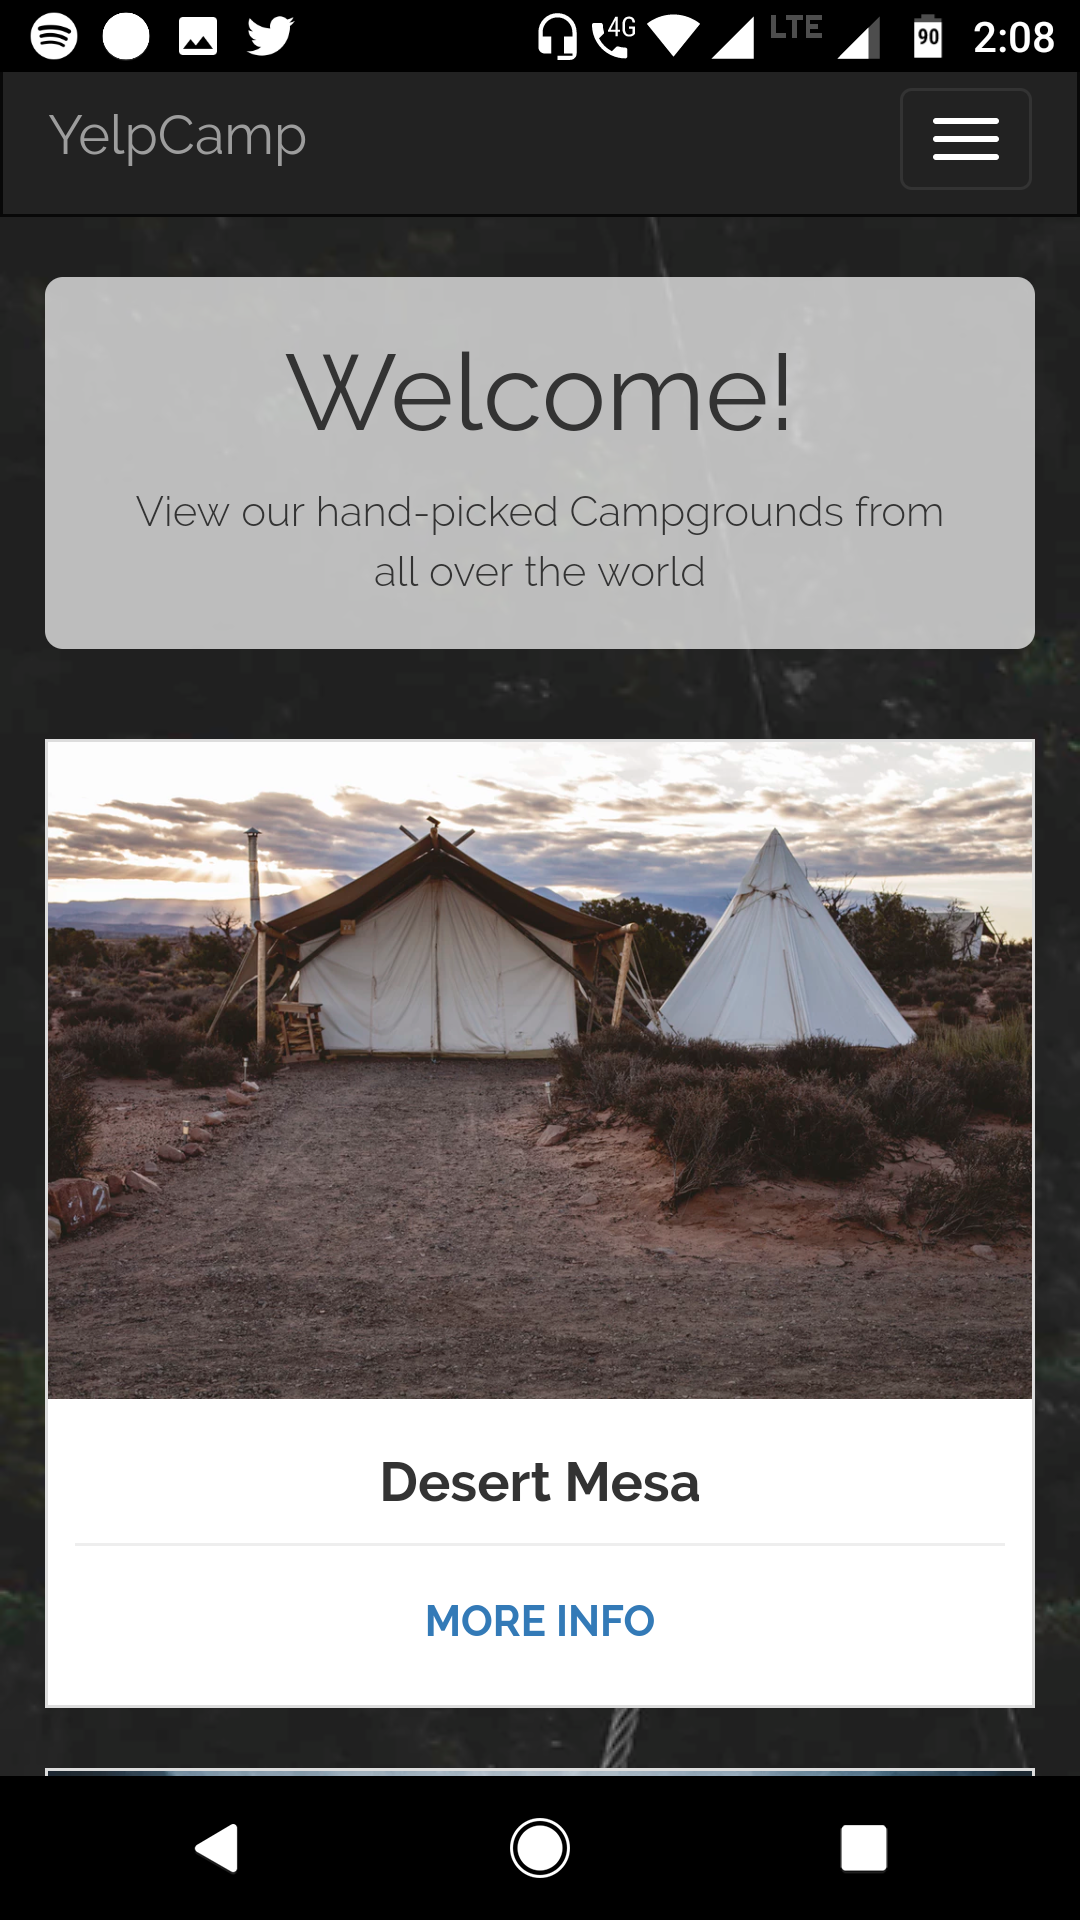 4G LTE 90 2:08
YelpCamp
Welcome!
View our hand-picked Campgrounds from
all over the world
12
Desert Mesa
MORE INFO